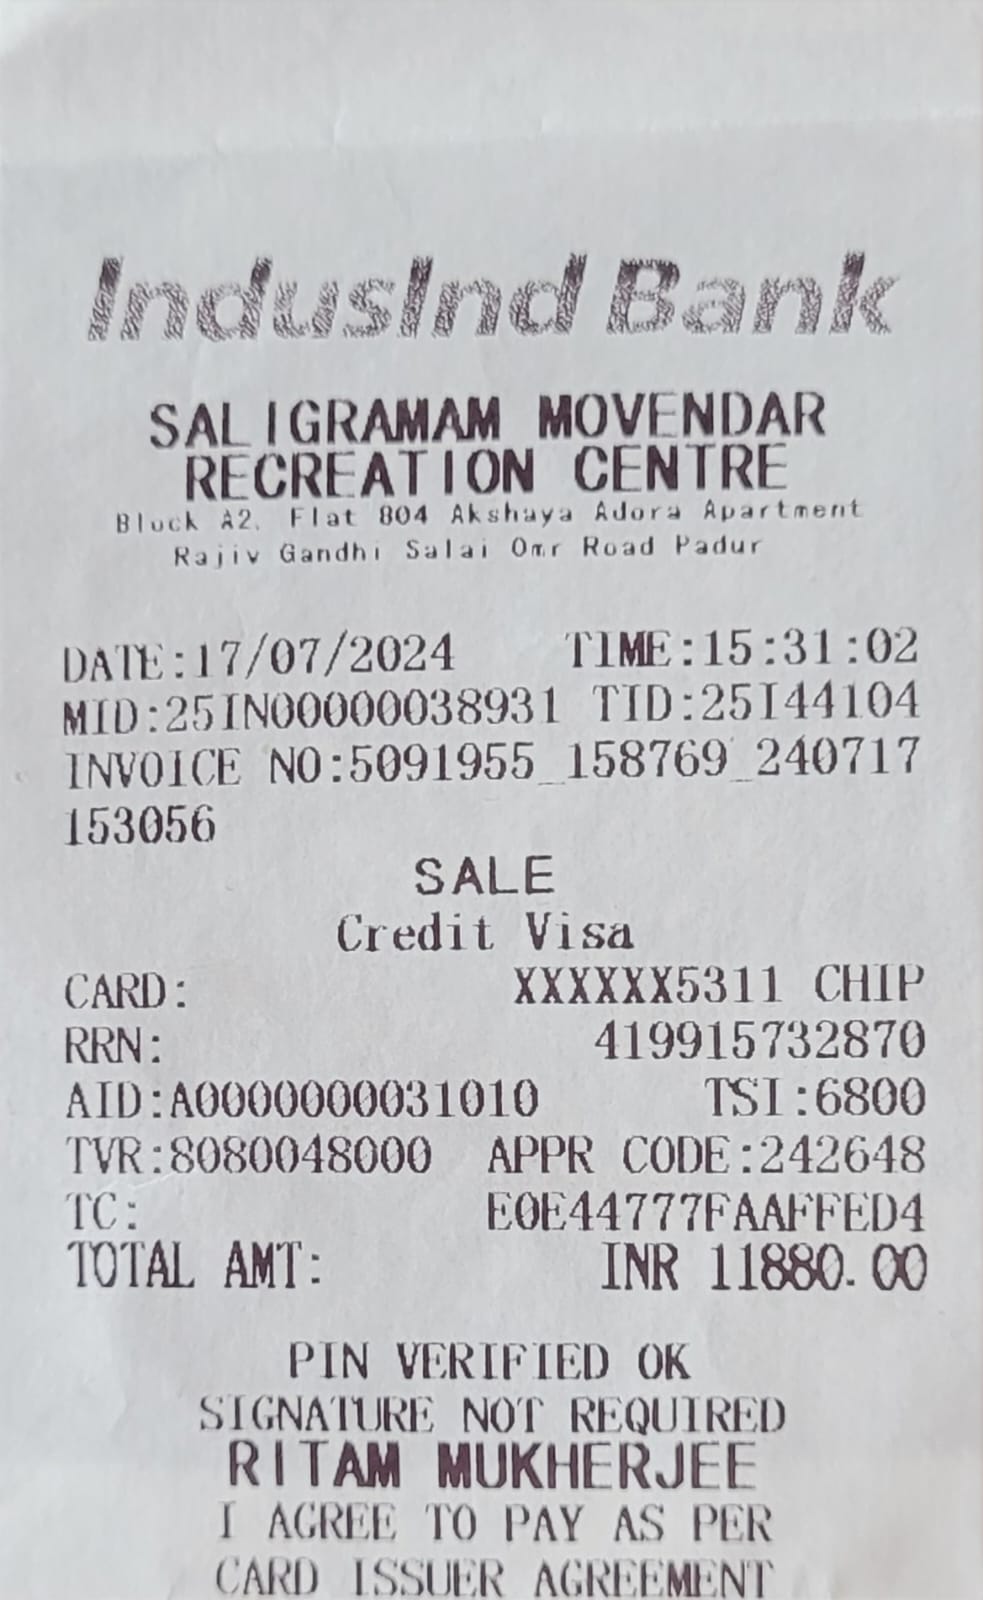 IndusInd Bank
SALIGRAMAM MOVENDAR
RECREATION CENTRE
Block A2, Flat 804 Akshaya Adora Apartment
Rajiv Gandhi Salai Omr Road Padur
DATE:17/07/2024 TIME:15:31:02
MID:25IN00000038931 TID:25I44104
INVOICE NO:5091955_158769_240717
153056
SALE
Credit Visa
CARD: XXXXXX5311 CHIP
RRN: 419915732870
AID:A0000000031010 TSI:6800
TVR:8080048000 APPR CODE:242648
TC: E0E44777FAAFFED4
TOTAL AMT: INR 11880.00
PIN VERIFIED OK
SIGNATURE NOT REQUIRED
RITAM MUKHERJEE
I AGREE TO PAY AS PER
CARD ISSUER AGREEMENT